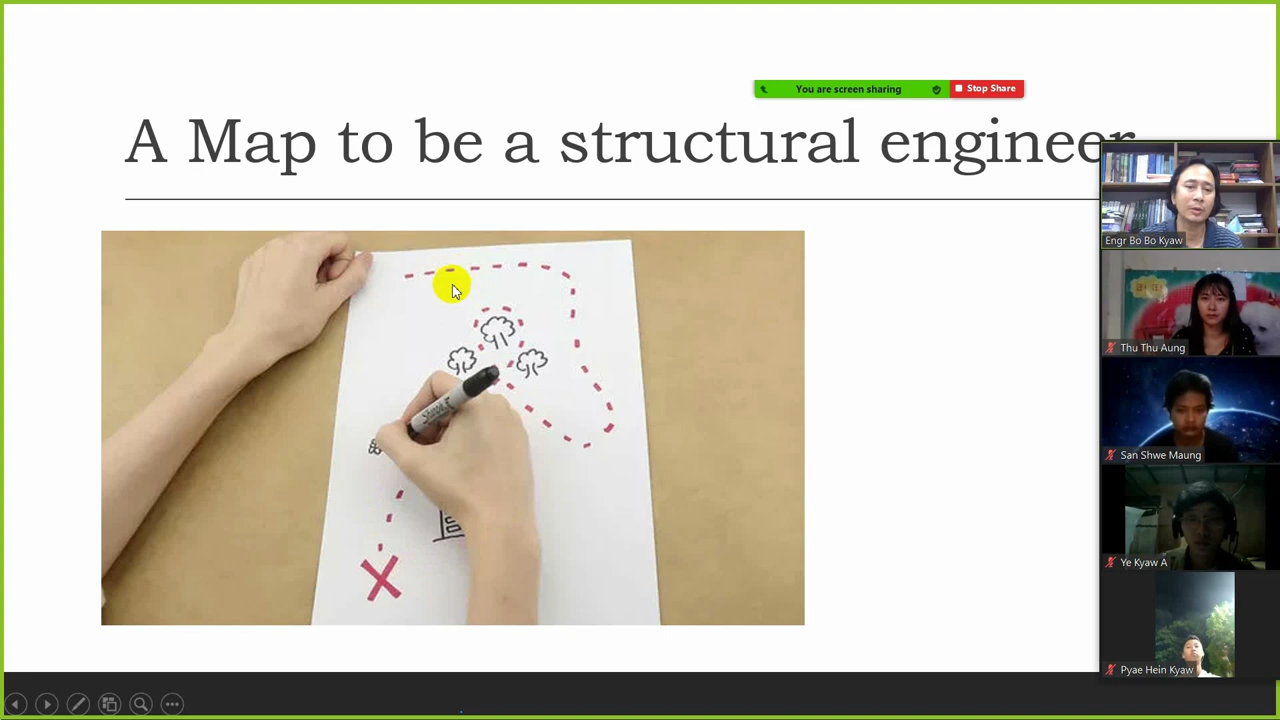 You are screen sharing
Stop Share
A Map to be a structural engineer
Engr Bo Bo Kyaw
Thu Thu Aung
San Shwe Maung
Sharpie
Ye Kyaw A
Pyae Hein Kyaw